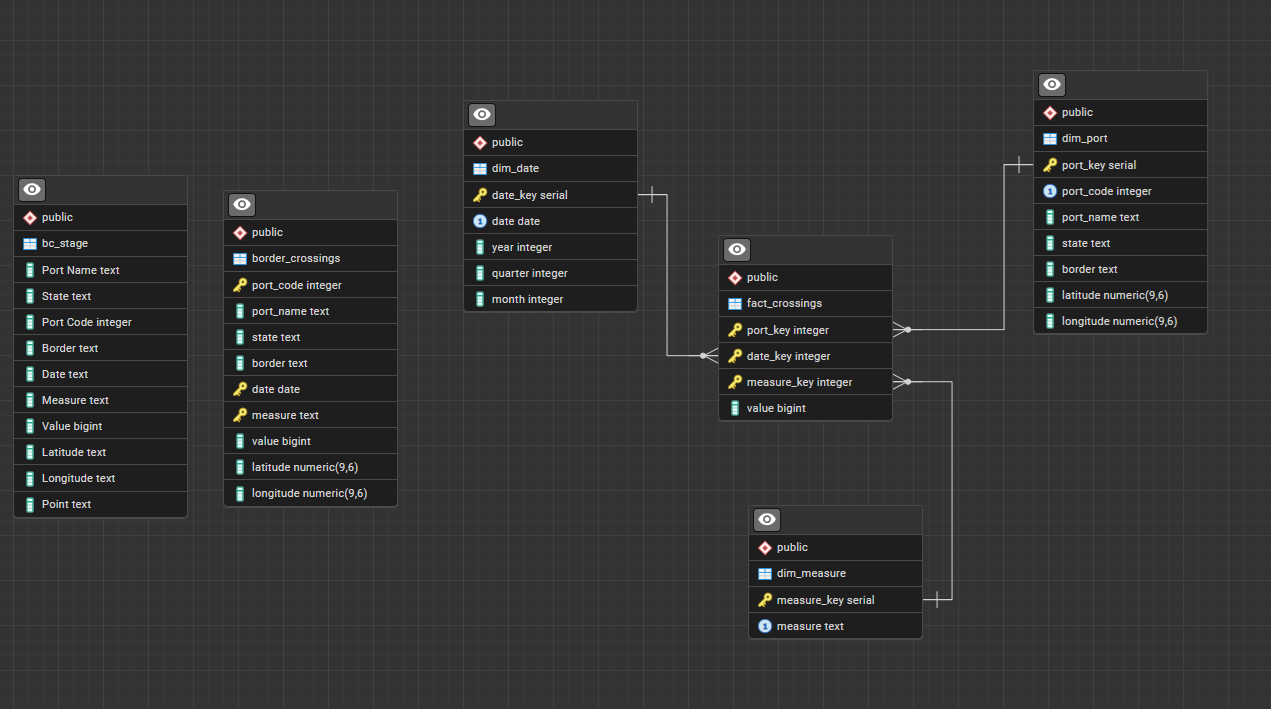 public
bc_stage
Port Name text
State text
Port Code integer
Border text
Date text
Measure text
Value bigint
Latitude text
Longitude text
Point text
public
border_crossings
port_code integer
port_name text
state text
border text
date date
measure text
value bigint
latitude numeric(9,6)
longitude numeric(9,6)
public
dim_date
date_key serial
1 date date
year integer
quarter integer
month integer
public
fact_crossings
port_key integer
date_key integer
measure_key integer
value bigint
public
dim_measure
measure_key serial
1 measure text
public
dim_port
port_key serial
1 port_code integer
port_name text
state text
border text
latitude numeric(9,6)
longitude numeric(9,6)